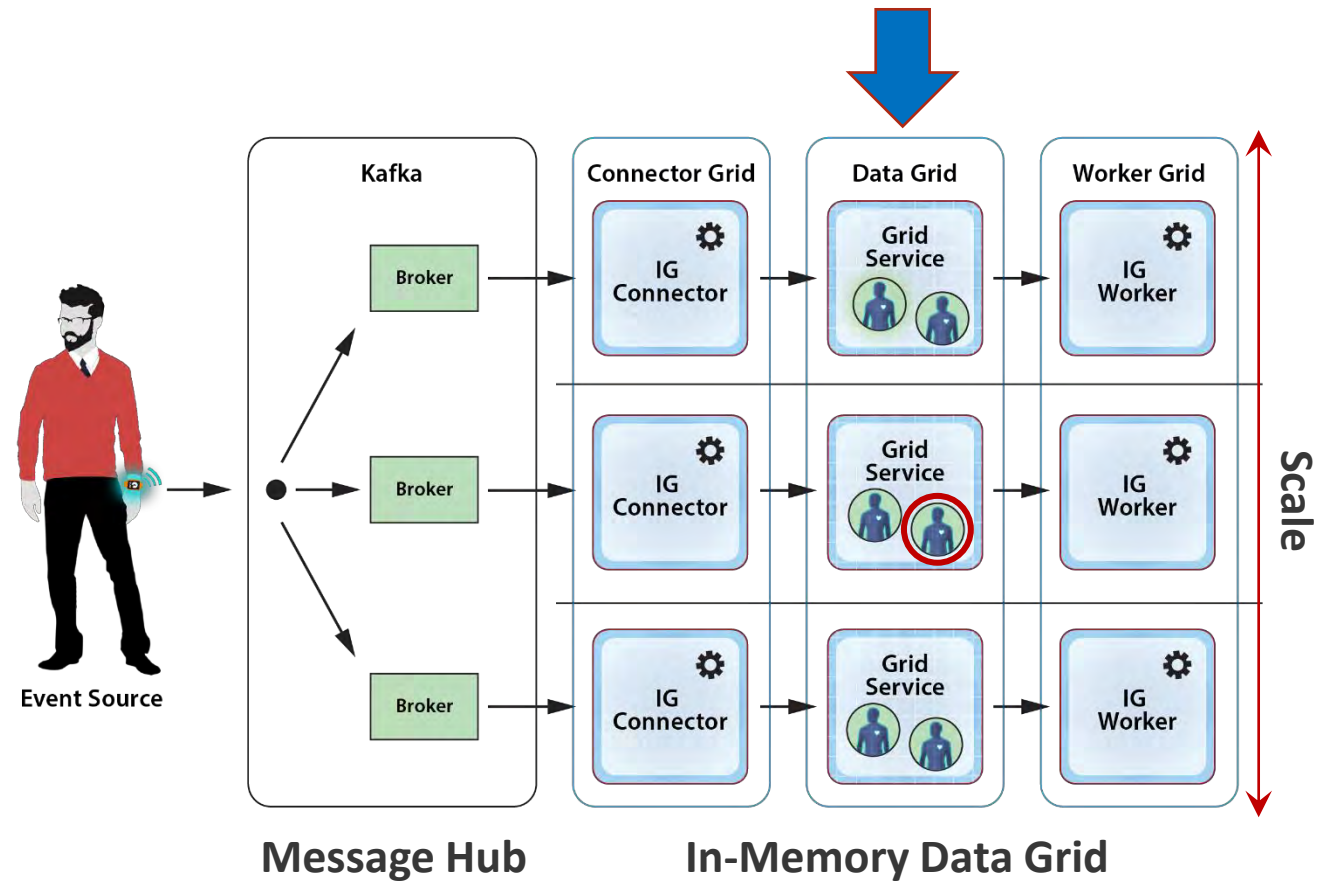 Kafka
Connector Grid
Data Grid
Worker Grid
Broker
IG
Connector
Grid
Service
IG
Worker
Broker
IG
Connector
Grid
Service
IG
Worker
Broker
IG
Connector
Grid
Service
IG
Worker
Event Source
Scale
Message Hub
In-Memory Data Grid